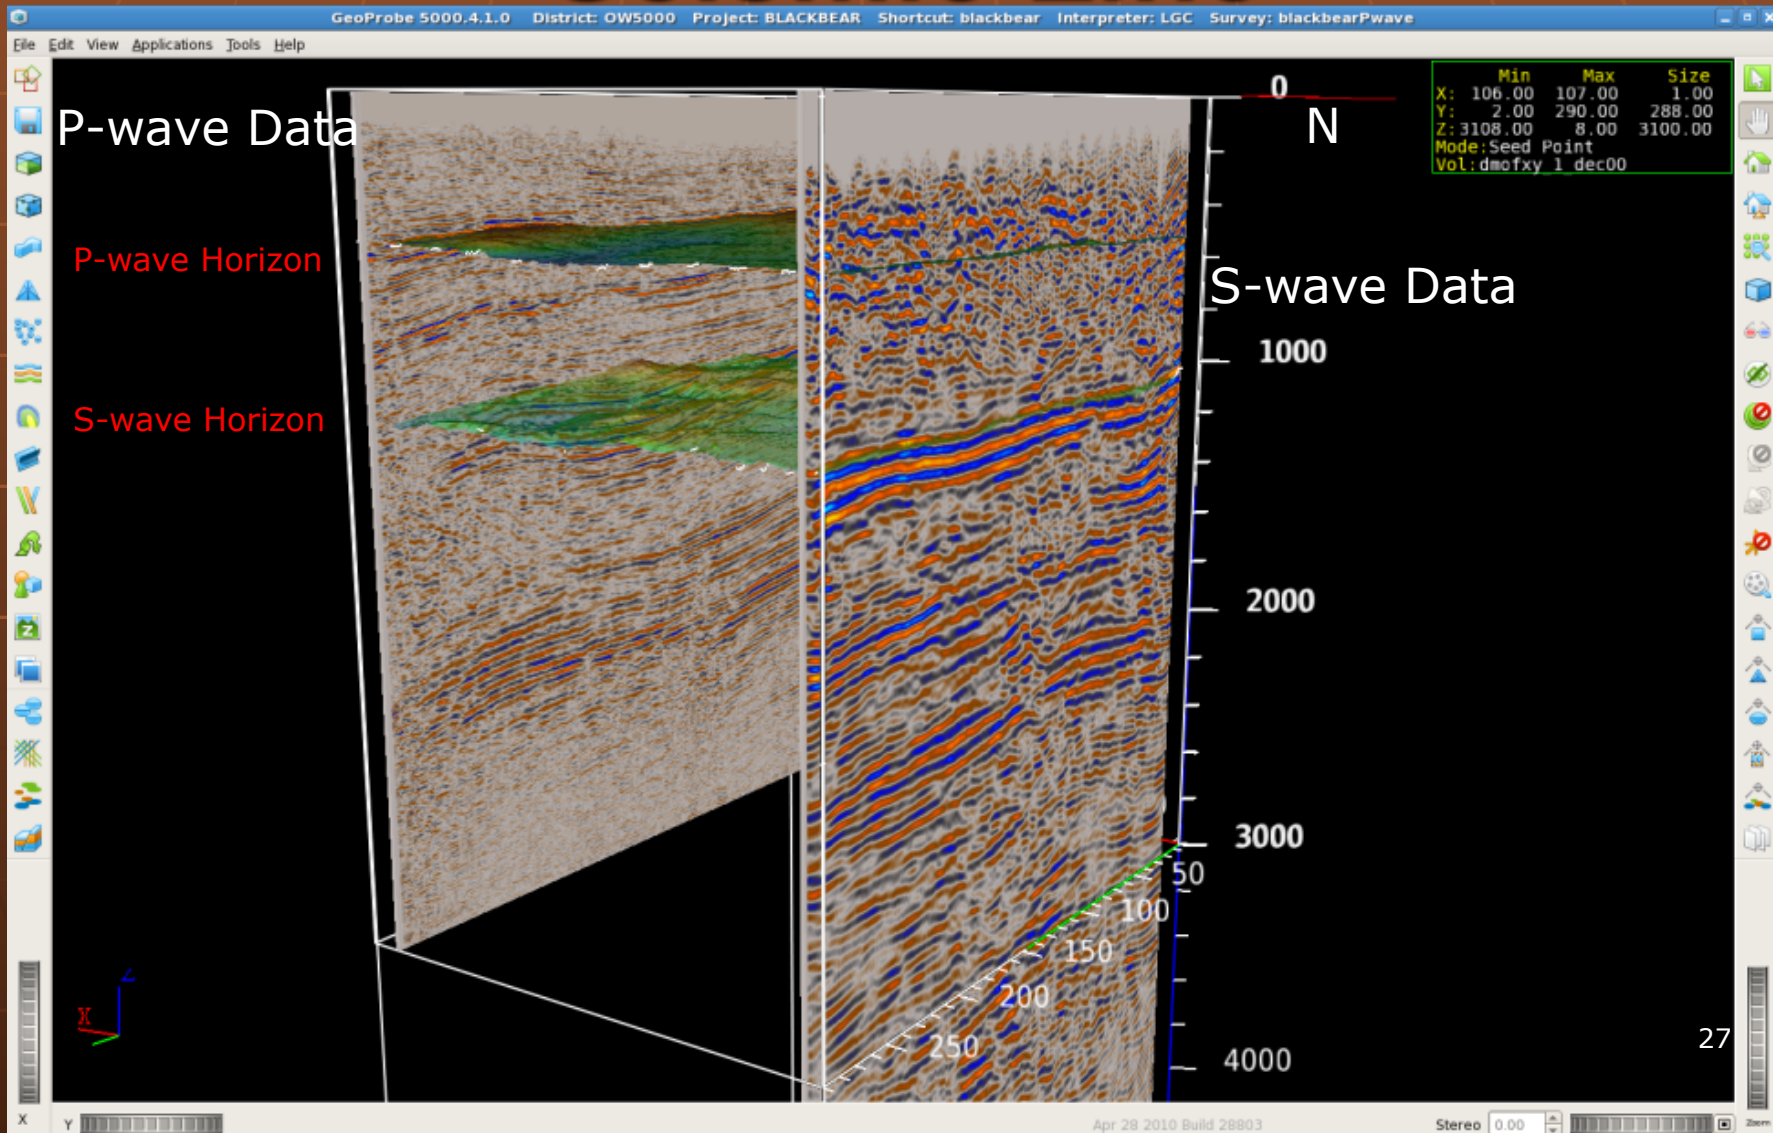 GeoProbe 5000.4.1.0 District: OW5000 Project: BLACKBEAR Shortcut: blackbear Interpreter: LGC Survey: blackbearPwave
File Edit View Applications Tools Help
Min Max Size
X: 106.00 107.00 1.00
Y: 2.00 290.00 288.00
Z: 3108.00 8.00 3100.00
Mode: Seed Point
Vol: dmofxy_1_dec00
P-wave Data
0
N
P-wave Horizon
S-wave Data
1000
S-wave Horizon
2000
3000
50
100
150
200
250
4000
Z
X
27
X
Y
Apr 28 2010 Build 28803
Stereo 0.00
Zoom